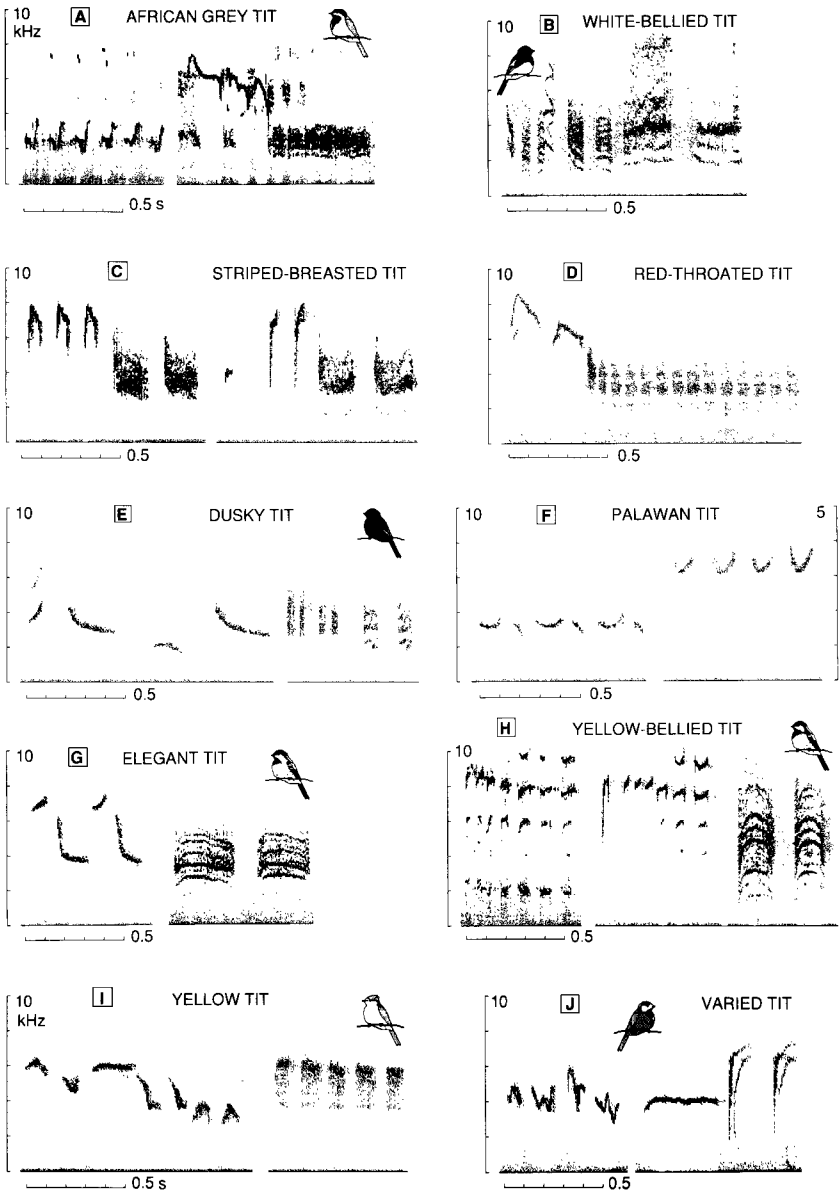 10 A AFRICAN GREY TIT
kHz
0.5 s
10 B WHITE-BELLIED TIT
0.5
10 C STRIPED-BREASTED TIT
0.5
10 D RED-THROATED TIT
0.5
10 E DUSKY TIT
0.5
10 F PALAWAN TIT 5
0.5
10 G ELEGANT TIT
0.5
10 H YELLOW-BELLIED TIT
0.5
10 I YELLOW TIT
kHz
0.5 s
10 J VARIED TIT
0.5